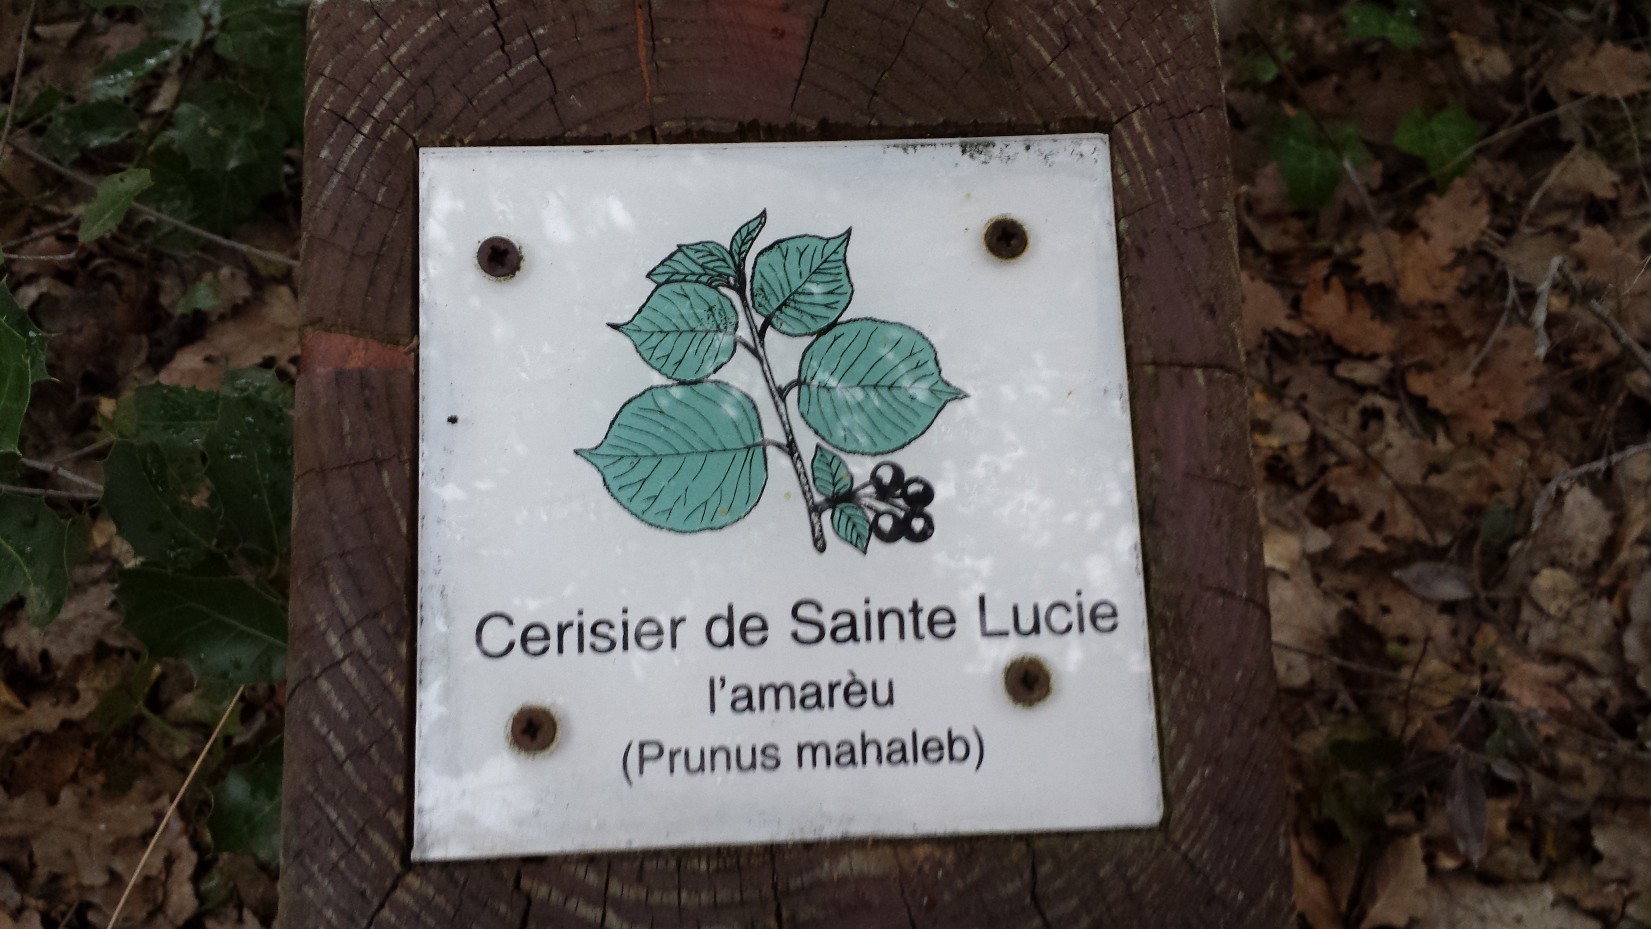 Cerisier de Sainte Lucie
l'amarèu
(Prunus mahaleb)